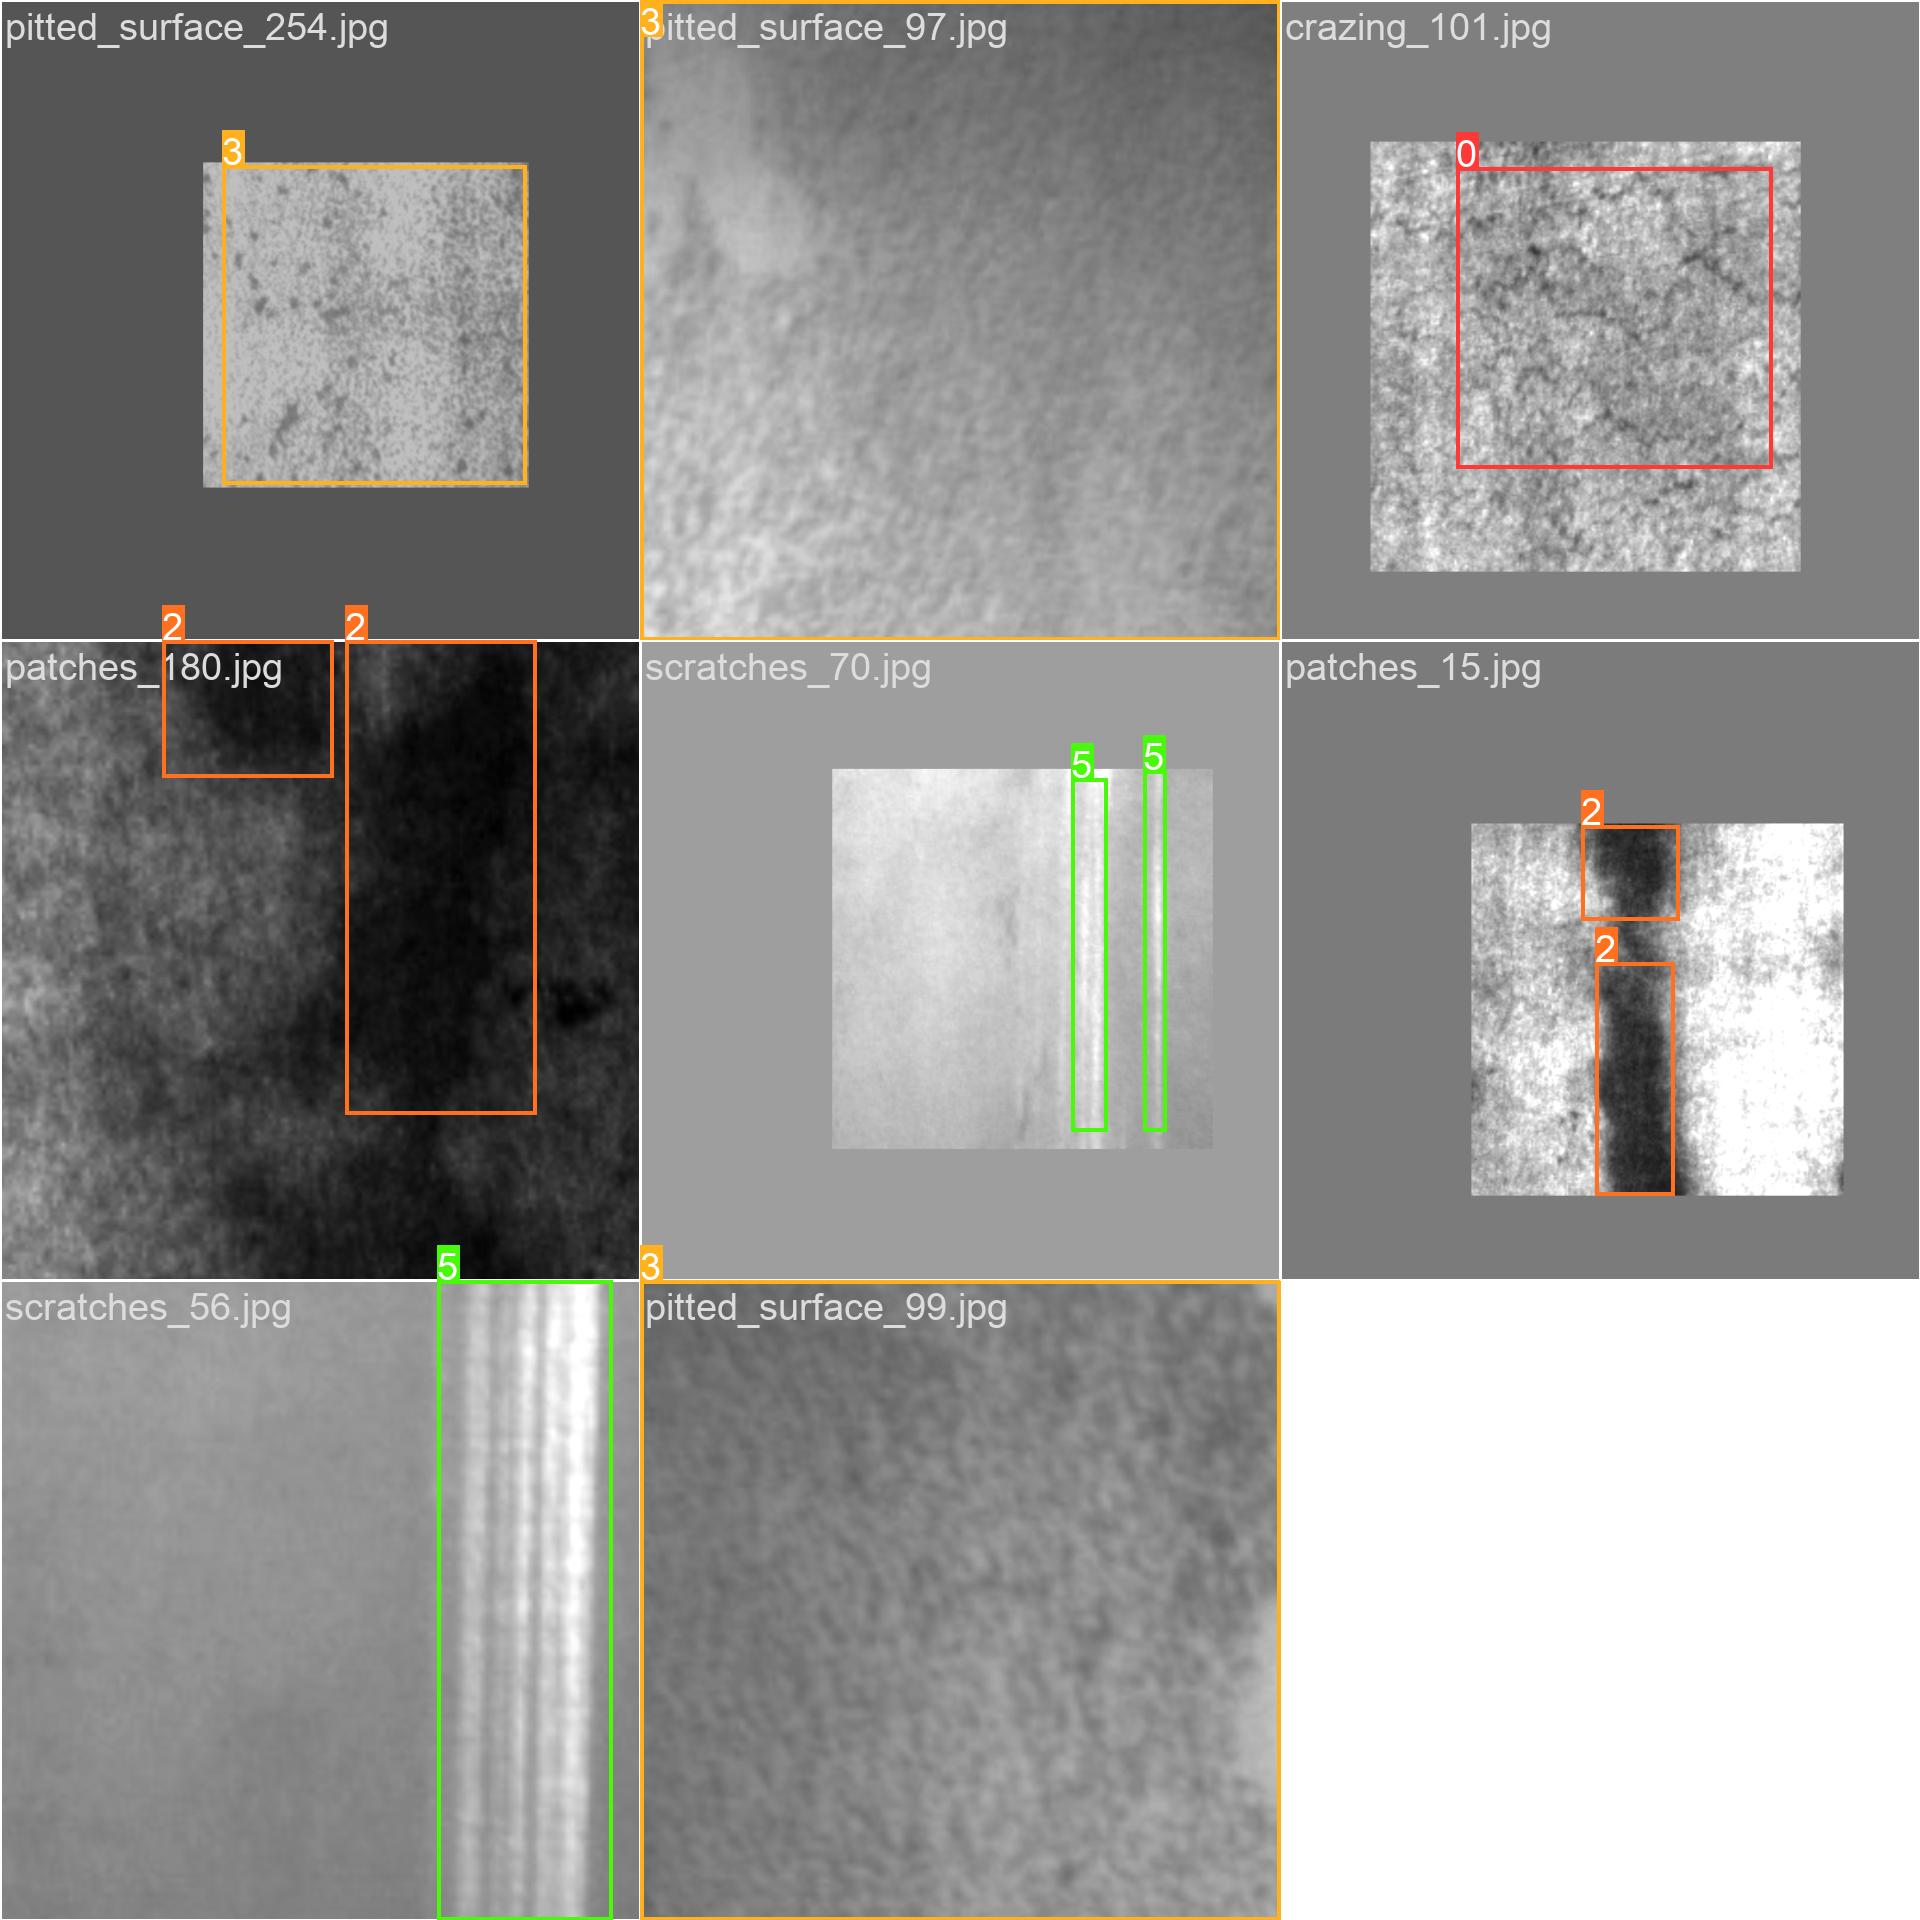 pitted_surface_254.jpg
3
pitted_surface_97.jpg
3
crazing_101.jpg
0
patches_180.jpg
2
2
scratches_70.jpg
5
5
patches_15.jpg
2
2
scratches_56.jpg
5
pitted_surface_99.jpg
3